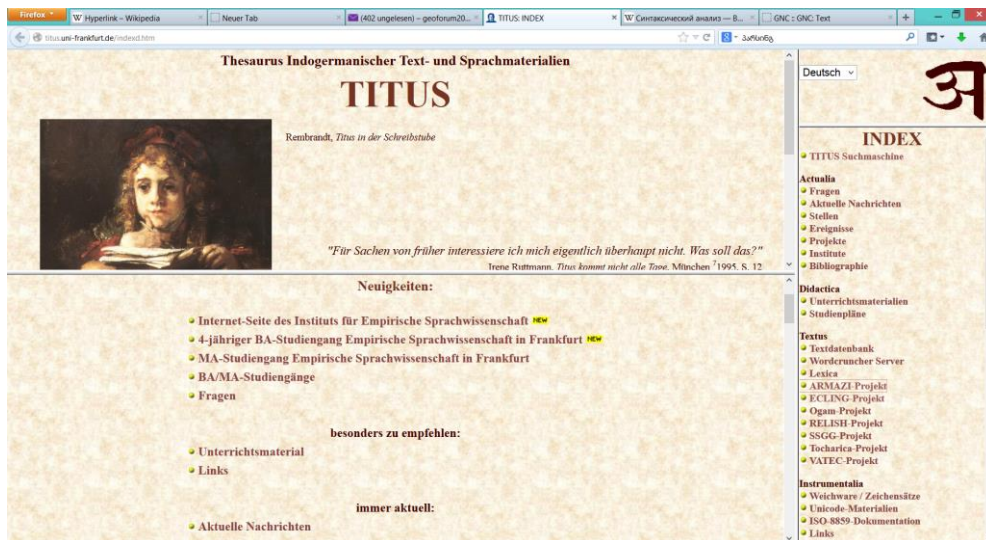 Firefox
Hyperlink – Wikipedia
Neuer Tab
(402 ungelesen) – geoforum20...
TITUS: INDEX
Синтаксический анализ — В...
GNC :: GNC: Text
titus.uni-frankfurt.de/indexd.htm
პარსინგ
Thesaurus Indogermanischer Text- und Sprachmaterialien
TITUS
Rembrandt, Titus in der Schreibstube
"Für Sachen von früher interessiere ich mich eigentlich überhaupt nicht. Was soll das?"
Irene Ruttmann, Titus kommt nicht alle Tage. München 71995, S. 12
Neuigkeiten:
Internet-Seite des Instituts für Empirische Sprachwissenschaft NEW
4-jähriger BA-Studiengang Empirische Sprachwissenschaft in Frankfurt NEW
MA-Studiengang Empirische Sprachwissenschaft in Frankfurt
BA/MA-Studiengänge
Fragen
besonders zu empfehlen:
Unterrichtsmaterial
Links
immer aktuell:
Aktuelle Nachrichten
Deutsch
अ
INDEX
TITUS Suchmaschine
Actualia
Fragen
Aktuelle Nachrichten
Stellen
Ereignisse
Projekte
Institute
Bibliographie
Didactica
Unterrichtsmaterialien
Studienpläne
Textus
Textdatenbank
Wordcruncher Server
Lexica
ARMAZI-Projekt
ECLING-Projekt
Ogam-Projekt
RELISH-Projekt
SSGG-Projekt
Tocharica-Projekt
VATEC-Projekt
Instrumentalia
Weichware / Zeichensätze
Unicode-Materialien
ISO-8859-Dokumentation
Links